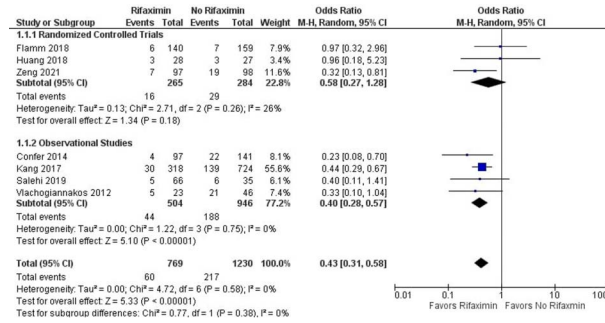 Rifaximin No Rifaximin Odds Ratio Odds Ratio
Study or Subgroup Events Total Events Total Weight M-H, Random, 95% CI M-H, Random, 95% CI
1.1.1 Randomized Controlled Trials
Flamm 2018 6 140 7 159 7.9% 0.97 [0.32, 2.96]
Huang 2018 3 28 3 27 3.3% 0.96 [0.18, 5.23]
Zeng 2021 7 97 19 98 11.6% 0.32 [0.13, 0.81]
Subtotal (95% CI) 265 284 22.8% 0.58 [0.27, 1.28]
Total events 16 29
Heterogeneity: Tau² = 0.13; Chi² = 2.71, df = 2 (P = 0.26); I² = 26%
Test for overall effect: Z = 1.34 (P = 0.18)
1.1.2 Observational Studies
Confer 2014 4 97 22 141 8.1% 0.23 [0.08, 0.70]
Kang 2017 30 318 139 724 55.6% 0.44 [0.29, 0.67]
Salehi 2019 5 66 6 35 6.1% 0.40 [0.11, 1.41]
Vlachogiannakos 2012 5 23 21 46 7.5% 0.33 [0.10, 1.04]
Subtotal (95% CI) 504 946 77.2% 0.40 [0.28, 0.57]
Total events 44 188
Heterogeneity: Tau² = 0.00; Chi² = 1.22, df = 3 (P = 0.75); I² = 0%
Test for overall effect: Z = 5.10 (P < 0.00001)
Total (95% CI) 769 1230 100.0% 0.43 [0.31, 0.58]
Total events 60 217
Heterogeneity: Tau² = 0.00; Chi² = 4.72, df = 6 (P = 0.58); I² = 0%
Test for overall effect: Z = 5.33 (P < 0.00001)
Test for subgroup differences: Chi² = 0.77, df = 1 (P = 0.38), I² = 0%
0.01 0.1 1 10 100
Favors Rifaximin Favors No Rifaxmin